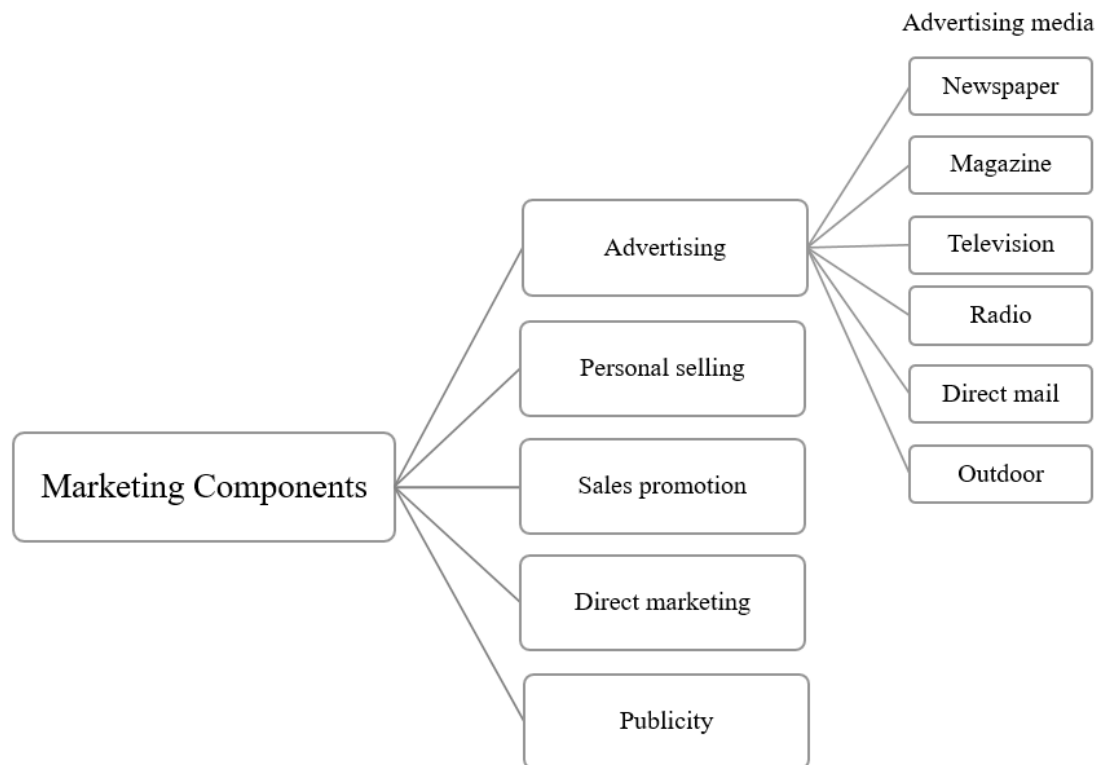 Advertising media
Newspaper
Magazine
Television
Radio
Direct mail
Outdoor
Advertising
Personal selling
Sales promotion
Direct marketing
Publicity
Marketing Components